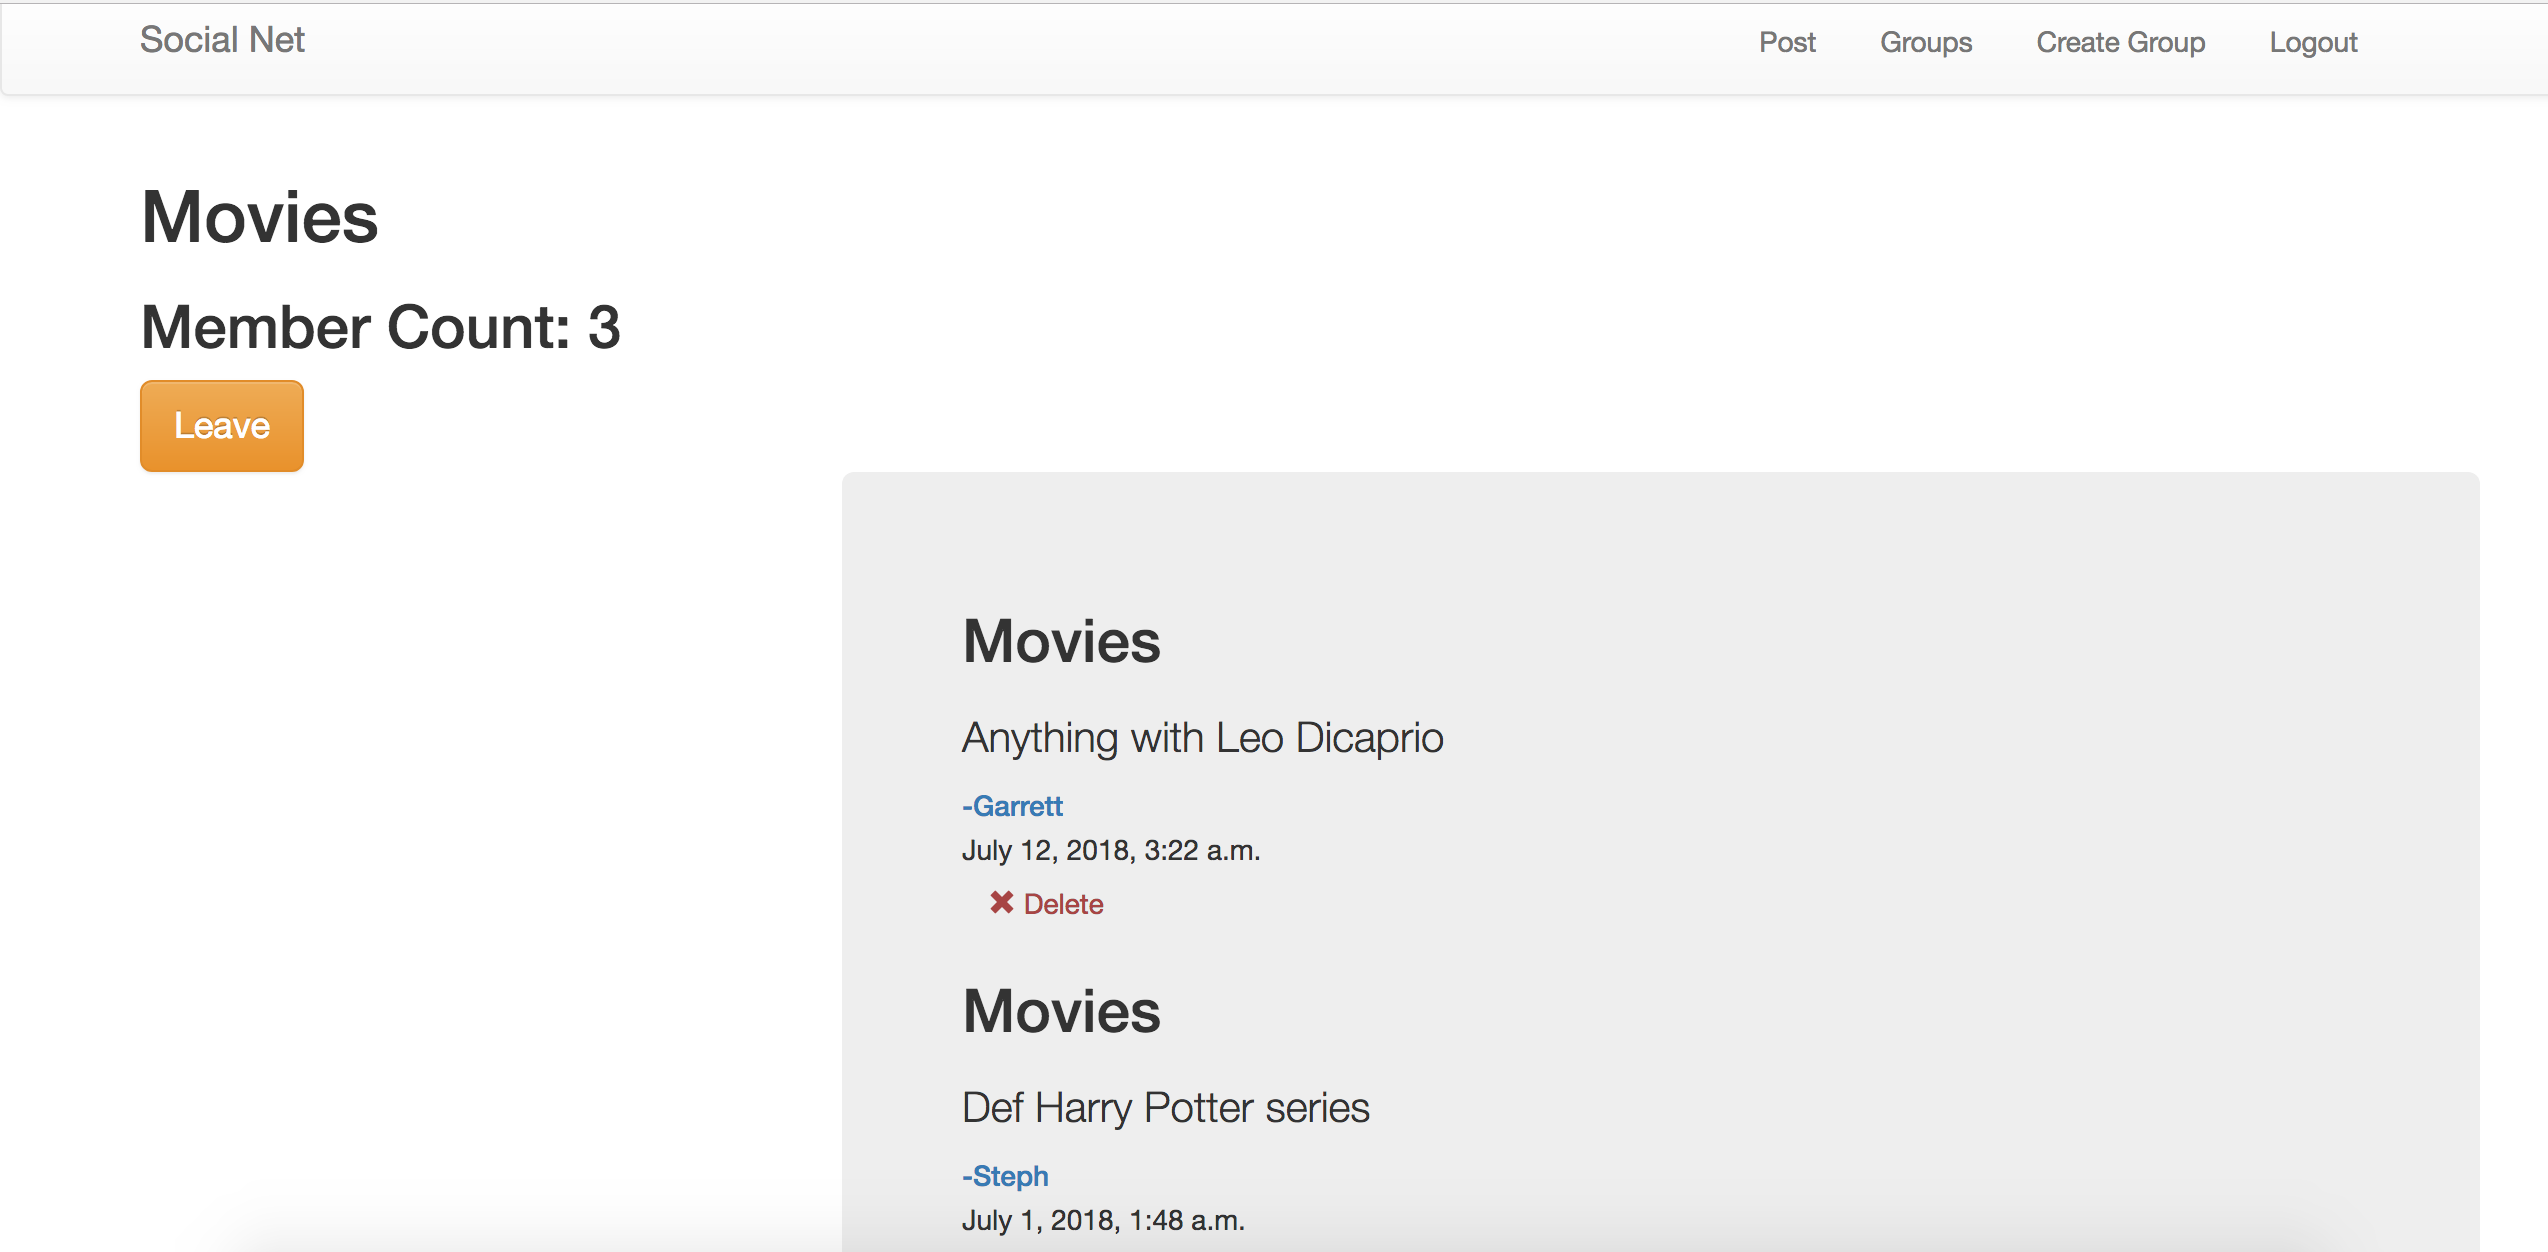 Social Net
Post Groups Create Group Logout
Movies
Member Count: 3
Leave
Movies
Anything with Leo Dicaprio
-Garrett
July 12, 2018, 3:22 a.m.
Delete
Movies
Def Harry Potter series
-Steph
July 1, 2018, 1:48 a.m.